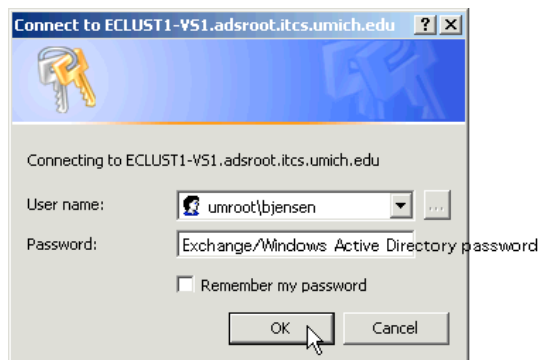 Connect to ECLUST1-VS1.adsroot.itcs.umich.edu
Connecting to ECLUST1-VS1.adsroot.itcs.umich.edu
User name: umroot\bjensen ...
Password: Exchange/Windows Active Directory password
Remember my password
OK Cancel